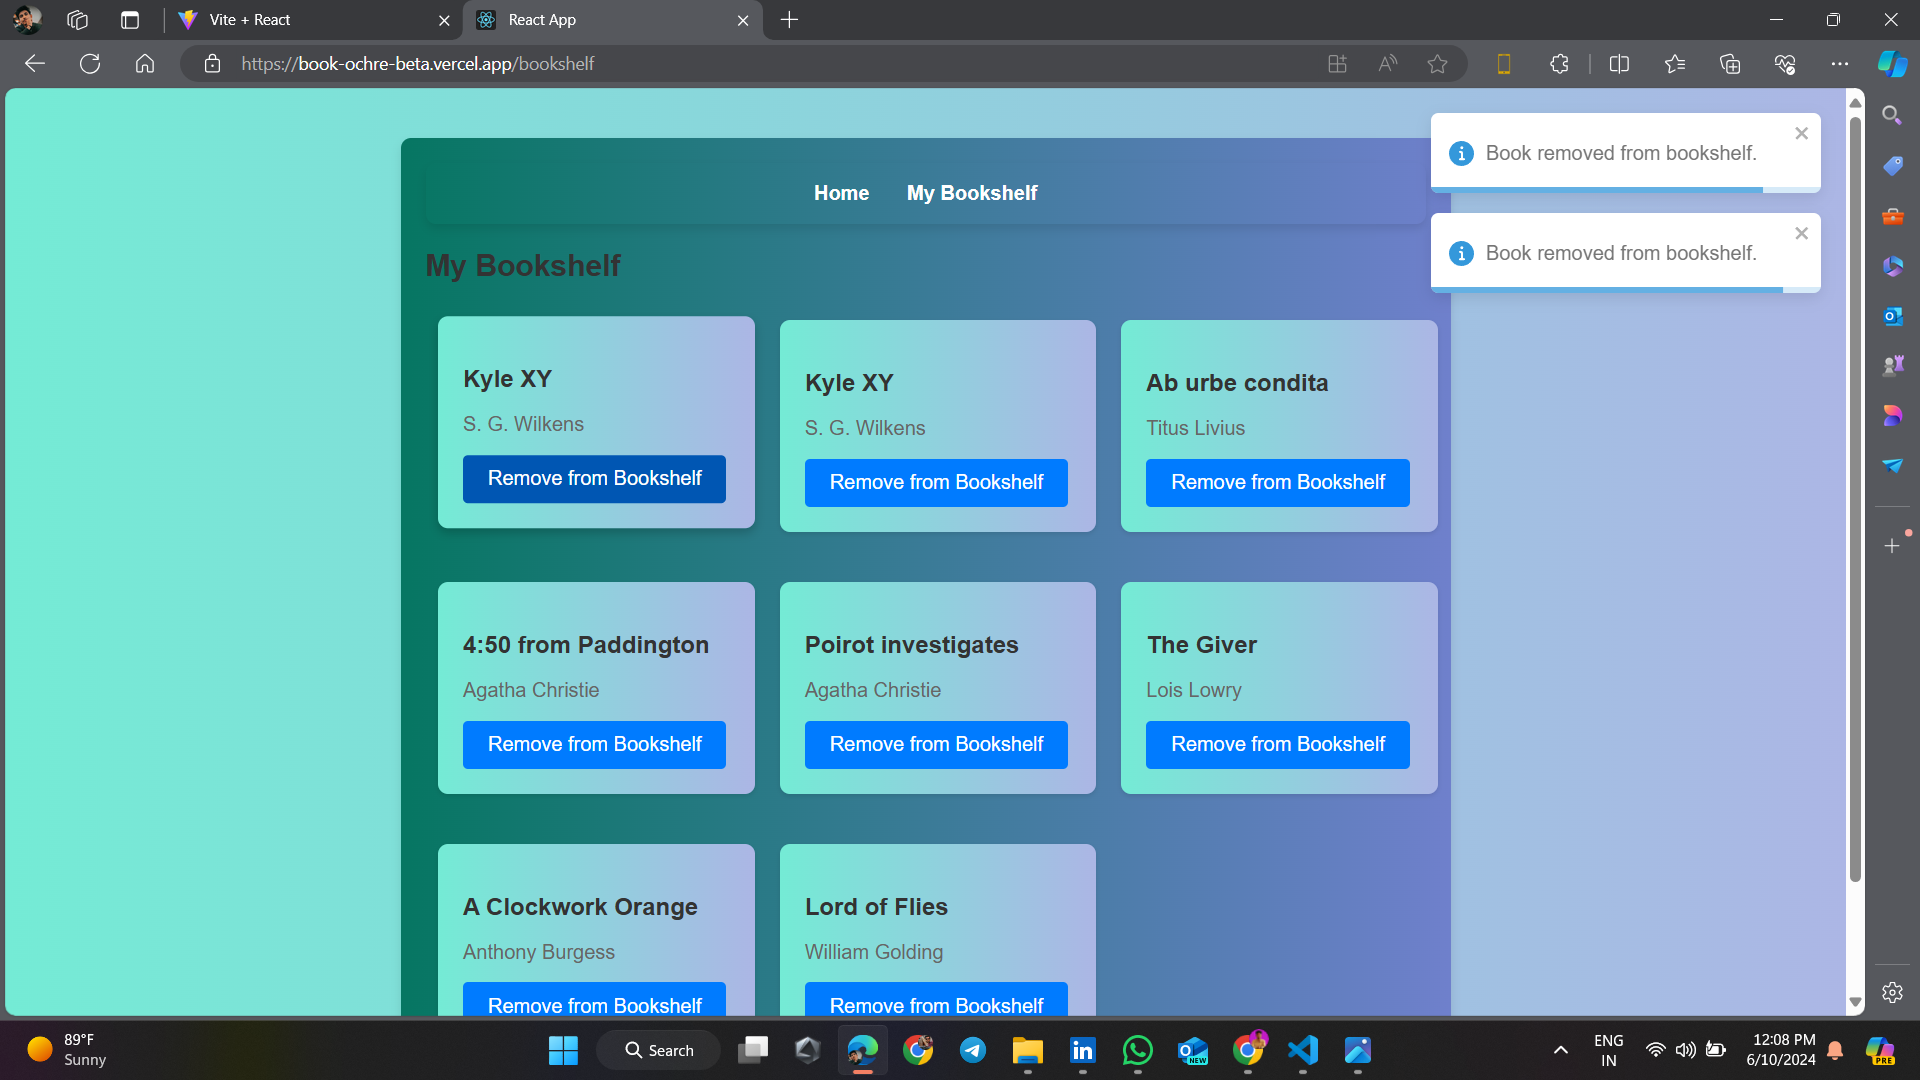 Vite + React
React App
https://book-ochre-beta.vercel.app/bookshelf
Book removed from bookshelf.
Book removed from bookshelf.
Home My Bookshelf
My Bookshelf
Kyle XY
S. G. Wilkens
Remove from Bookshelf
Kyle XY
S. G. Wilkens
Remove from Bookshelf
Ab urbe condita
Titus Livius
Remove from Bookshelf
4:50 from Paddington
Agatha Christie
Remove from Bookshelf
Poirot investigates
Agatha Christie
Remove from Bookshelf
The Giver
Lois Lowry
Remove from Bookshelf
A Clockwork Orange
Anthony Burgess
Remove from Bookshelf
Lord of Flies
William Golding
Remove from Bookshelf
89°F
Sunny
Search
NEW
ENG
IN
12:08 PM
6/10/2024
PRE